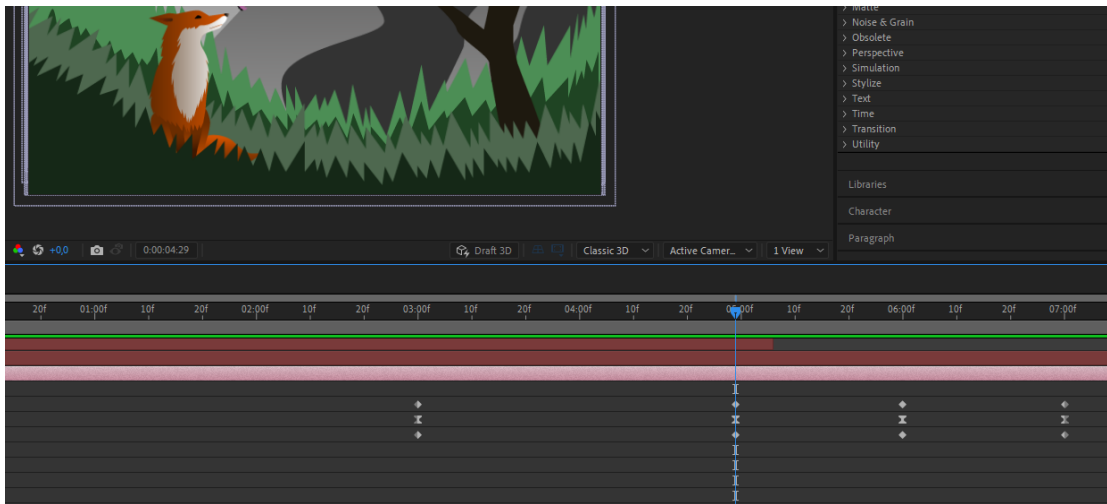 Matte
Noise & Grain
Obsolete
Perspective
Simulation
Stylize
Text
Time
Transition
Utility
Libraries
Character
Paragraph
+0,0 0:00:04:29 Draft 3D Classic 3D Active Camer... 1 View
20f 01:00f 10f 20f 02:00f 10f 20f 03:00f 10f 20f 04:00f 10f 20f 05:00f 10f 20f 06:00f 10f 20f 07:00f